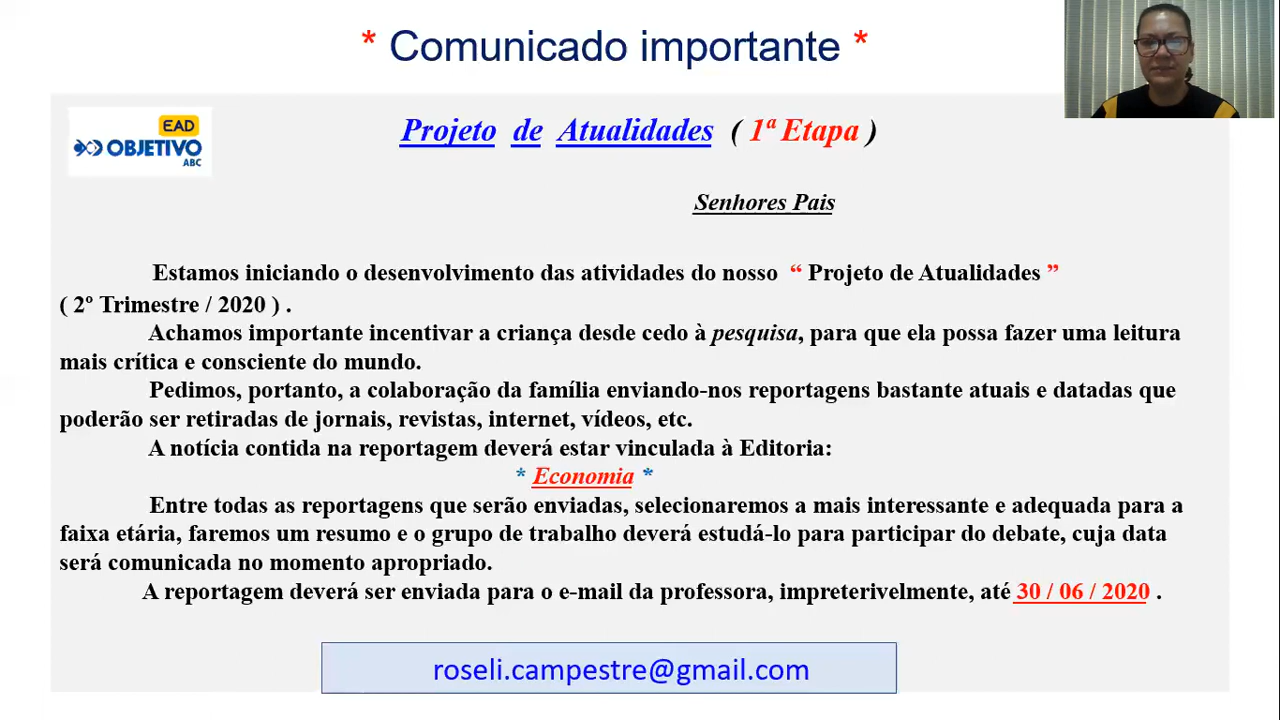 * Comunicado importante *
EAD
OBJETIVO
ABC
Projeto de Atualidades ( 1ª Etapa )
Senhores Pais
Estamos iniciando o desenvolvimento das atividades do nosso “ Projeto de Atualidades ”
( 2º Trimestre / 2020 ) .
Achamos importante incentivar a criança desde cedo à pesquisa, para que ela possa fazer uma leitura
mais crítica e consciente do mundo.
Pedimos, portanto, a colaboração da família enviando-nos reportagens bastante atuais e datadas que
poderão ser retiradas de jornais, revistas, internet, vídeos, etc.
A notícia contida na reportagem deverá estar vinculada à Editoria:
* Economia *
Entre todas as reportagens que serão enviadas, selecionaremos a mais interessante e adequada para a
faixa etária, faremos um resumo e o grupo de trabalho deverá estudá-lo para participar do debate, cuja data
será comunicada no momento apropriado.
A reportagem deverá ser enviada para o e-mail da professora, impreterivelmente, até 30 / 06 / 2020 .
roseli.campestre@gmail.com